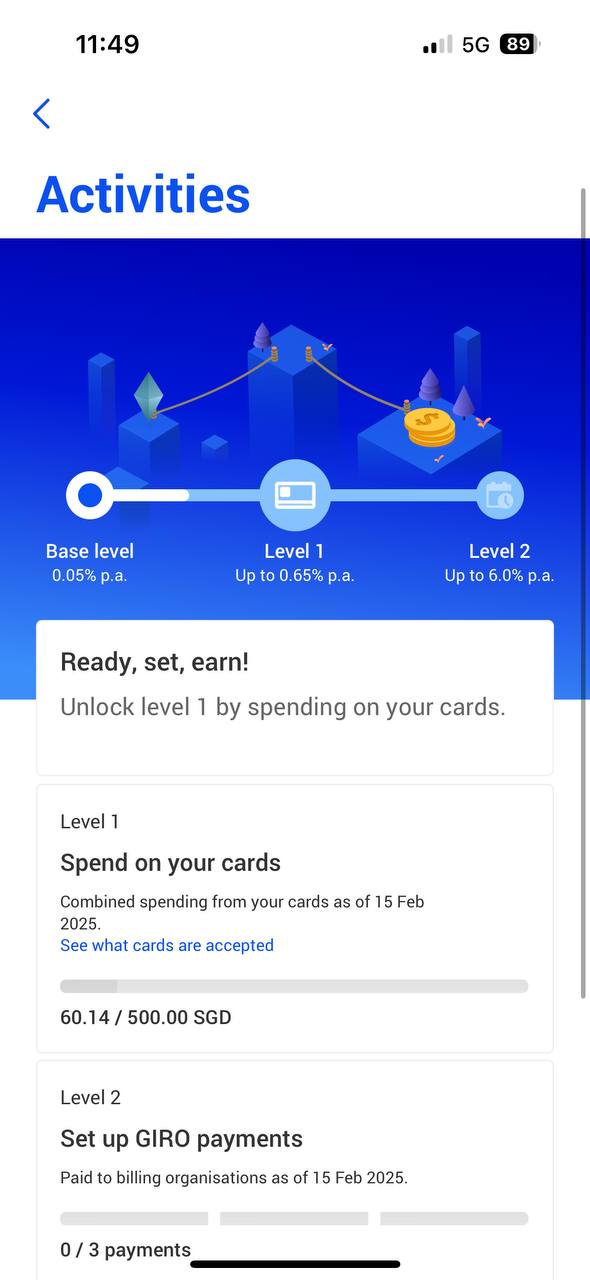 11:49
5G
89
Activities
Base level
0.05% p.a.
Level 1
Up to 0.65% p.a.
Level 2
Up to 6.0% p.a.
Ready, set, earn!
Unlock level 1 by spending on your cards.
Level 1
Spend on your cards
Combined spending from your cards as of 15 Feb
2025.
See what cards are accepted
60.14 / 500.00 SGD
Level 2
Set up GIRO payments
Paid to billing organisations as of 15 Feb 2025.
0 / 3 payments